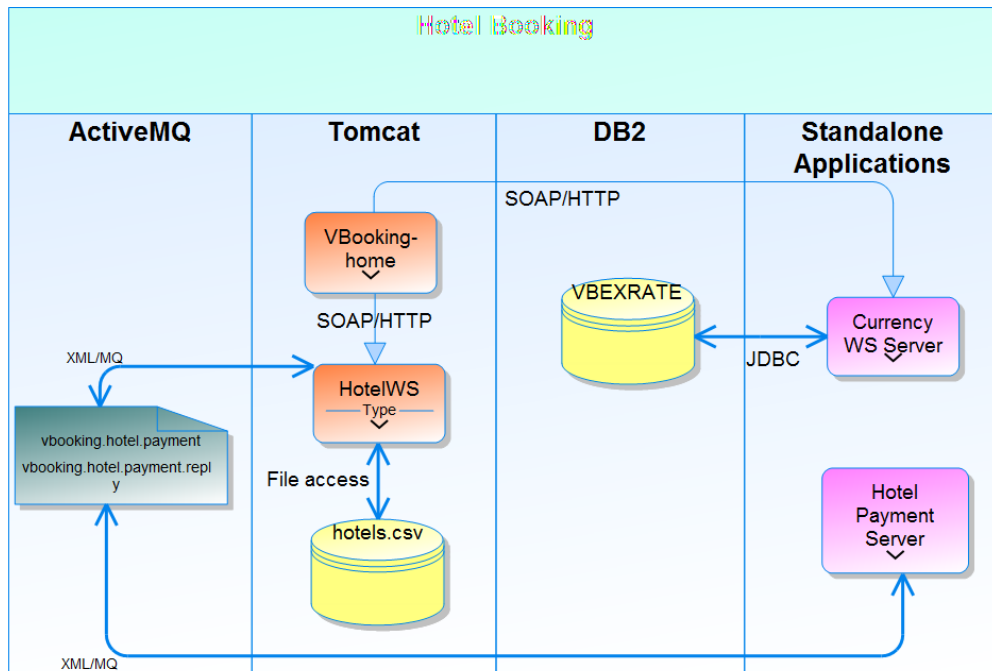 Hotel Booking
ActiveMQ
Tomcat
DB2
Standalone
Applications
SOAP/HTTP
VBooking-
home
VBEXRATE
SOAP/HTTP
Currency
WS Server
JDBC
XML/MQ
HotelWS
Type
vbooking.hotel.payment
vbooking.hotel.payment.repl
y
File access
hotels.csv
Hotel
Payment
Server
XML/MQ